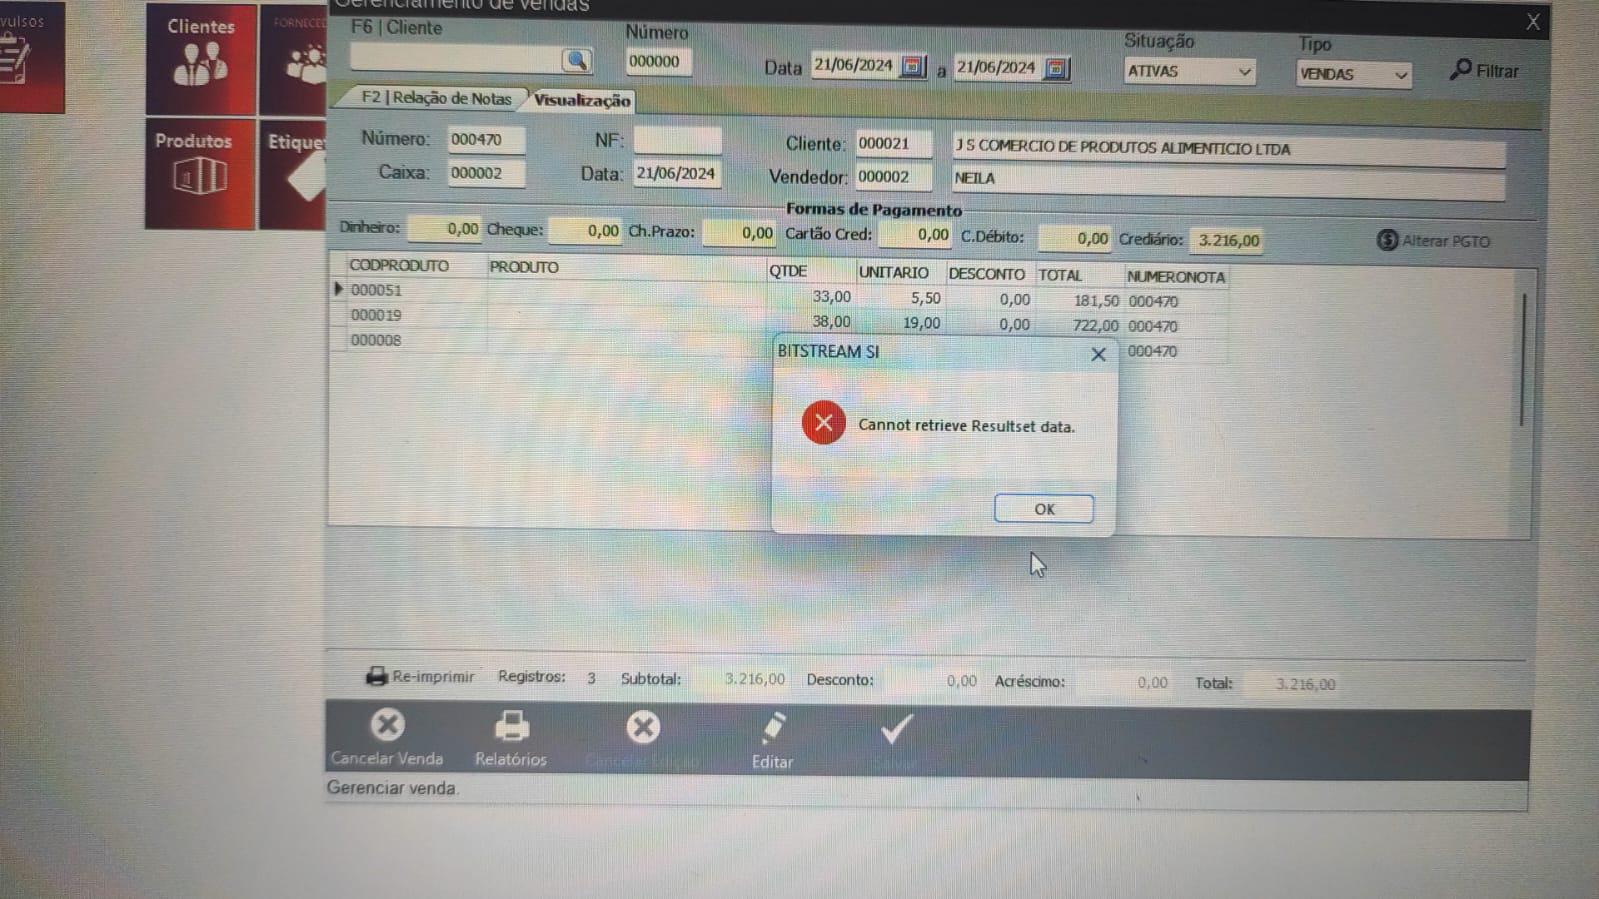 vulsos
Clientes
FORNECED
Produtos
Etique
Gerenciamento de vendas
X
F6 | Cliente
Número
000000
Data 21/06/2024 a 21/06/2024
Situação
ATIVAS
Tipo
VENDAS
Filtrar
F2 | Relação de Notas
Visualização
Número: 000470 NF: Cliente: 000021 J S COMERCIO DE PRODUTOS ALIMENTICIO LTDA
Caixa: 000002 Data: 21/06/2024 Vendedor: 000002 NEILA
Formas de Pagamento
Dinheiro: 0,00 Cheque: 0,00 Ch.Prazo: 0,00 Cartão Cred: 0,00 C.Débito: 0,00 Crediário: 3.216,00 Alterar PGTO
CODPRODUTO PRODUTO QTDE UNITARIO DESCONTO TOTAL NUMERONOTA
000051 33,00 5,50 0,00 181,50 000470
000019 38,00 19,00 0,00 722,00 000470
000008 000470
BITSTREAM SI
Cannot retrieve Resultset data.
OK
Re-imprimir Registros: 3 Subtotal: 3.216,00 Desconto: 0,00 Acréscimo: 0,00 Total: 3.216,00
Cancelar Venda Relatórios Cancelar Edição Editar Salvar
Gerenciar venda.